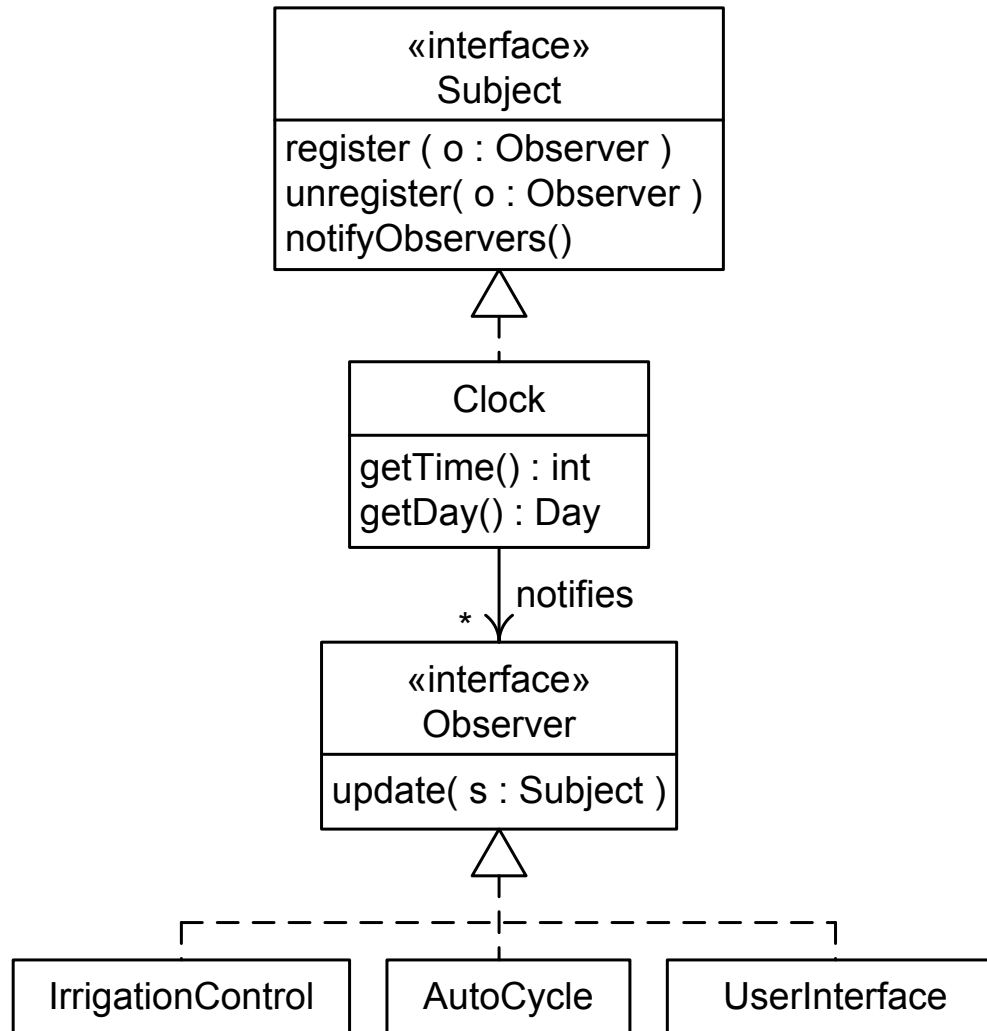 «interface»
Subject
register ( o : Observer )
unregister( o : Observer )
notifyObservers()
Clock
getTime() : int
getDay() : Day
notifies
*
«interface»
Observer
update( s : Subject )
IrrigationControl
AutoCycle
UserInterface